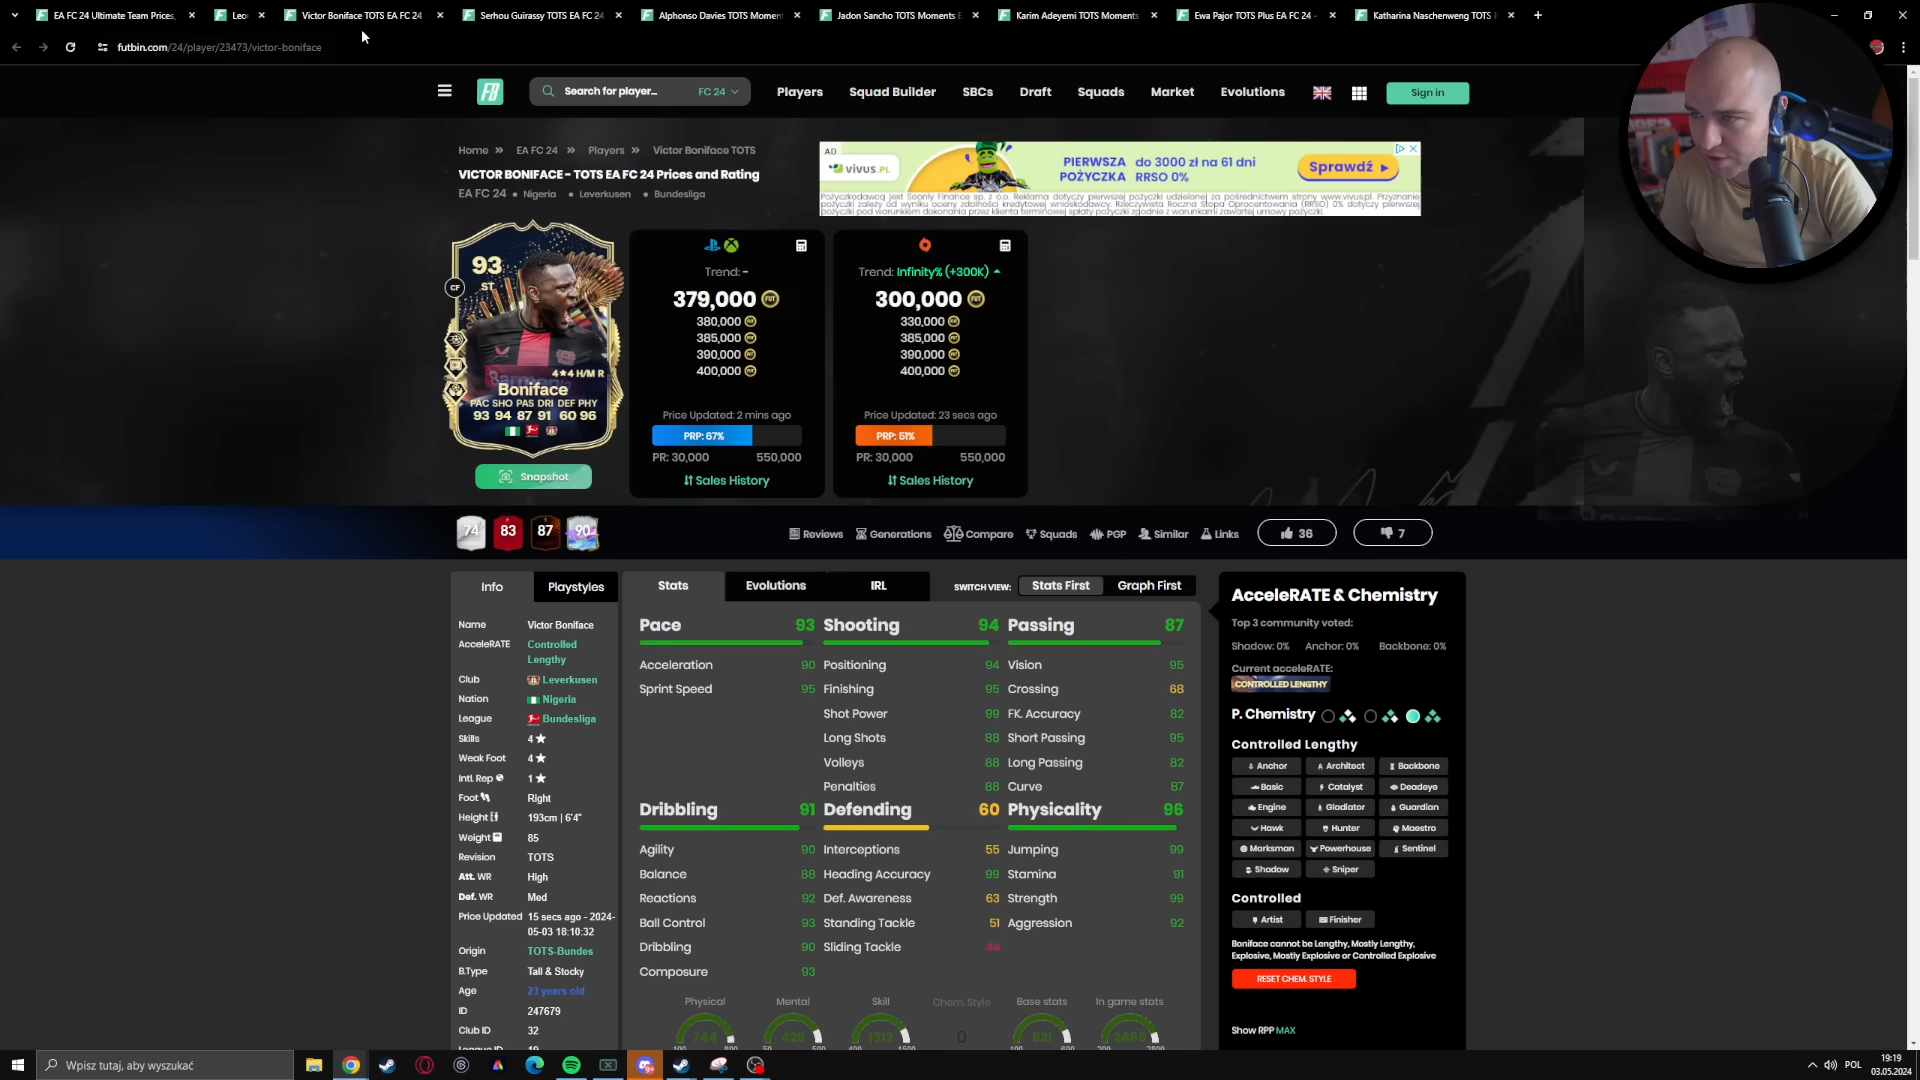 EA FC 24 Ultimate Team Prices,
Leo
Victor Boniface TOTS EA FC 24
Serhou Guirassy TOTS EA FC 24
Alphonso Davies TOTS Moment
Jadon Sancho TOTS Moments E
Karim Adeyemi TOTS Moments
Ewa Pajor TOTS Plus EA FC 24 -
Katharina Naschenweng TOTS P
futbin.com/24/player/23473/victor-boniface
Search for player... FC 24
Players Squad Builder SBCs Draft Squads Market Evolutions Sign in
Home » EA FC 24 » Players » Victor Boniface TOTS
VICTOR BONIFACE - TOTS EA FC 24 Prices and Rating
EA FC 24 • Nigeria • Leverkusen • Bundesliga
AD
vivus.PL
PIERWSZA POŻYCZKA
do 3000 zł na 61 dni
RRSO 0%
Sprawdź
93
ST
CF
4★4 H/M R
Boniface
PAC SHO PAS DRI DEF PHY
93 94 87 91 60 96
Snapshot
Trend: -
379,000
380,000
385,000
390,000
400,000
Price Updated: 2 mins ago
PRP: 67%
PR: 30,000 550,000
Sales History
Trend: Infinity% (+300K)
300,000
330,000
385,000
390,000
400,000
Price Updated: 23 secs ago
PRP: 51%
PR: 30,000 550,000
Sales History
74 83 87 90
Reviews Generations Compare Squads PGP Similar Links 36 7
Info Playstyles
Name Victor Boniface
AcceleRATE Controlled Lengthy
Club Leverkusen
Nation Nigeria
League Bundesliga
Skills 4★
Weak Foot 4★
Intl. Rep 1★
Foot Right
Height 193cm | 6'4"
Weight 85
Revision TOTS
Att. WR High
Def. WR Med
Price Updated 15 secs ago - 2024-05-03 18:10:32
Origin TOTS-Bundes
B.Type Tall & Stocky
Age 23 years old
ID 247679
Club ID 32
Stats Evolutions IRL SWITCH VIEW: Stats First Graph First
Pace 93
Acceleration 90
Sprint Speed 95
Shooting 94
Positioning 94
Finishing 95
Shot Power 99
Long Shots 88
Volleys 88
Penalties 88
Passing 87
Vision 95
Crossing 68
FK. Accuracy 82
Short Passing 95
Long Passing 82
Curve 87
Dribbling 91
Agility 90
Balance 88
Reactions 92
Ball Control 93
Dribbling 90
Composure 93
Defending 60
Interceptions 55
Heading Accuracy 99
Def. Awareness 63
Standing Tackle 51
Sliding Tackle 44
Physicality 96
Jumping 99
Stamina 91
Strength 99
Aggression 92
Physical Mental Skill Chem. Style Base stats In game stats
744 429 1312 0 521 2485
AcceleRATE & Chemistry
Top 3 community voted:
Shadow: 0% Anchor: 0% Backbone: 0%
Current acceleRATE:
CONTROLLED LENGTHY
P. Chemistry
Controlled Lengthy
Anchor Architect Backbone
Basic Catalyst Deadeye
Engine Gladiator Guardian
Hawk Hunter Maestro
Marksman Powerhouse Sentinel
Shadow Sniper
Controlled
Artist Finisher
Boniface cannot be Lengthy, Mostly Lengthy,
Explosive, Mostly Explosive or Controlled Explosive
RESET CHEM. STYLE
Show RPP MAX
Wpisz tutaj, aby wyszukać
POL
19:19
03.05.2024